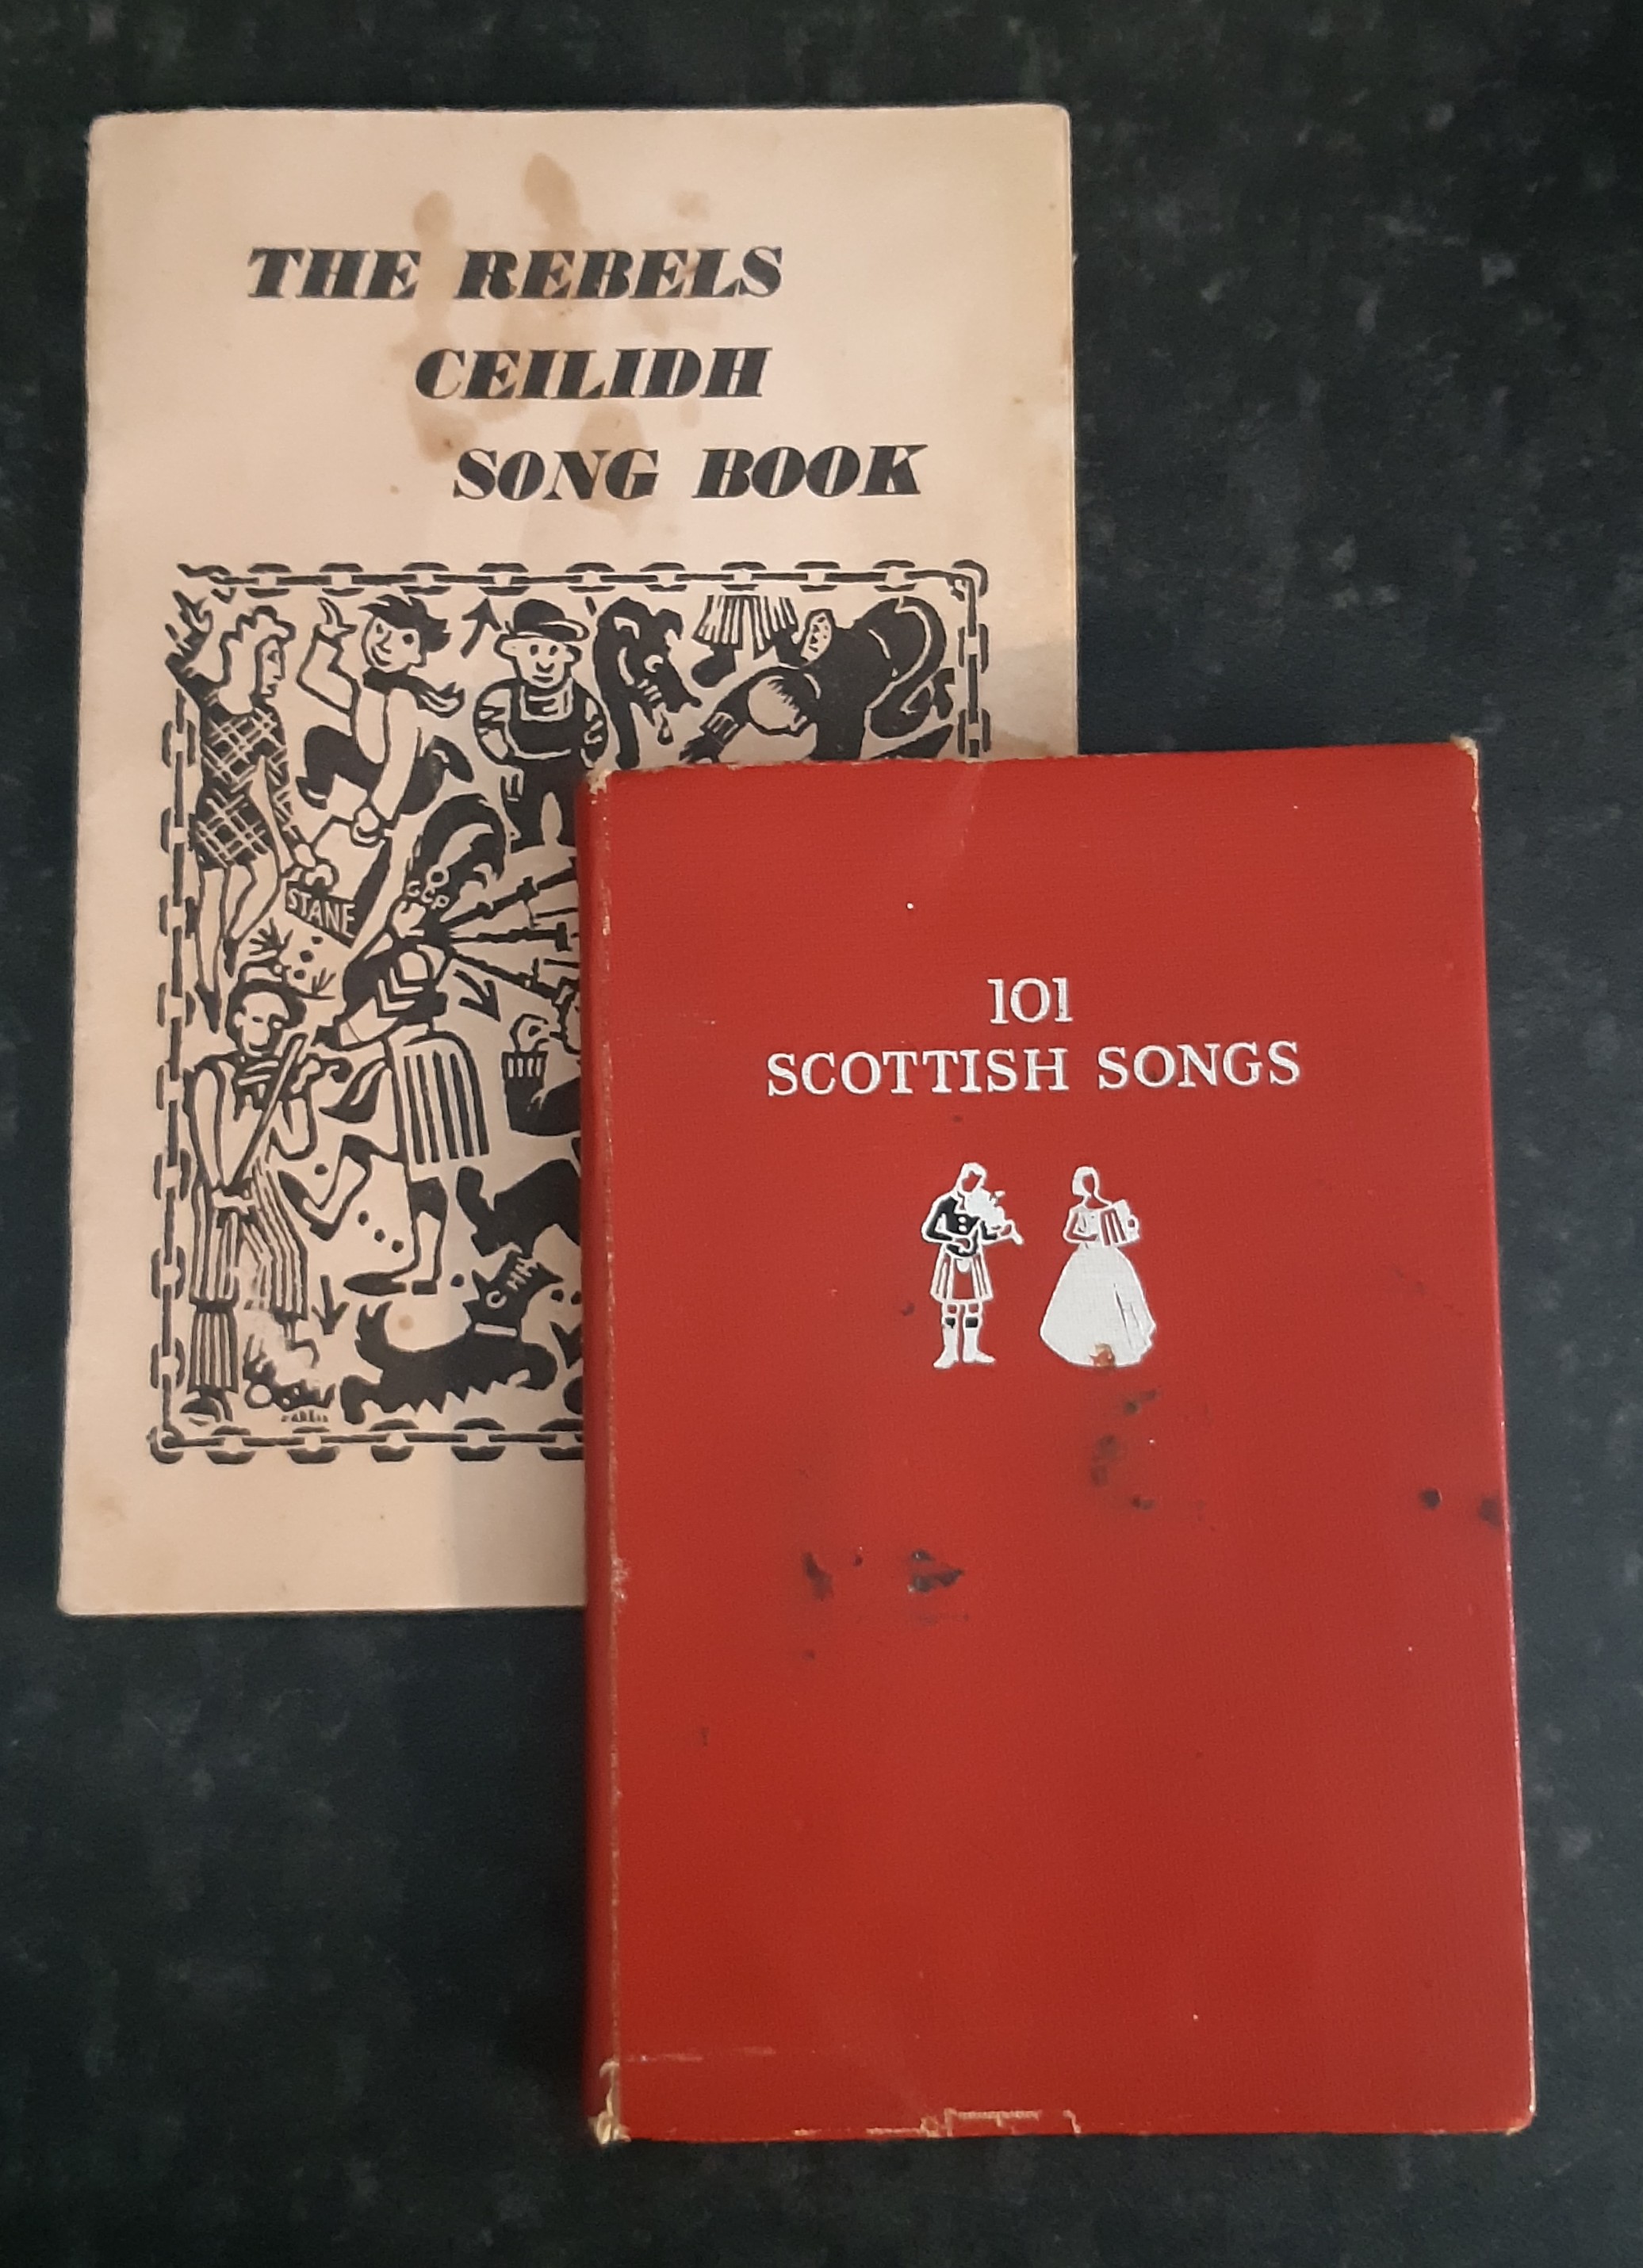 THE REBELS
CEILIDH
SONG BOOK
STANE
101
SCOTTISH SONGS